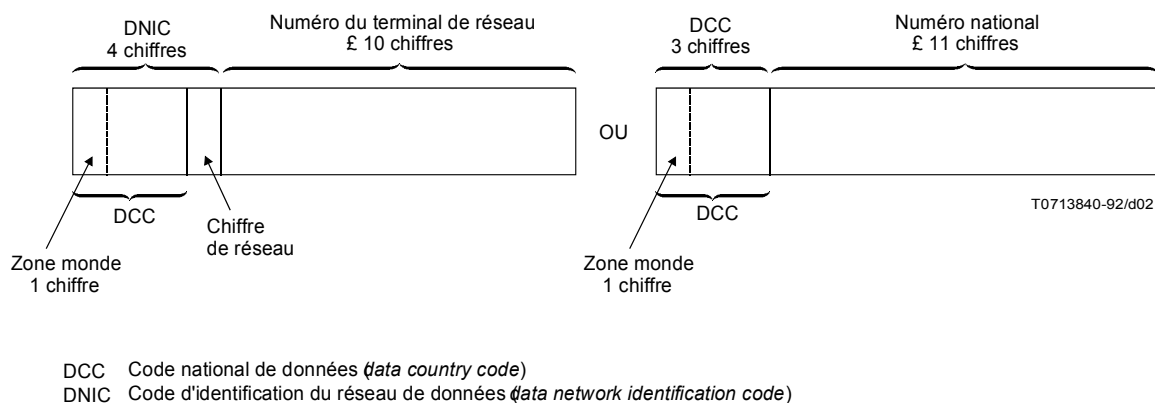 DNIC
4 chiffres
Numéro du terminal de réseau
£ 10 chiffres
DCC
3 chiffres
Numéro national
£ 11 chiffres
OU
DCC
Chiffre
de réseau
Zone monde
1 chiffre
DCC
Zone monde
1 chiffre
T0713840-92/d02
DCC Code national de données (data country code)
DNIC Code d'identification du réseau de données (data network identification code)